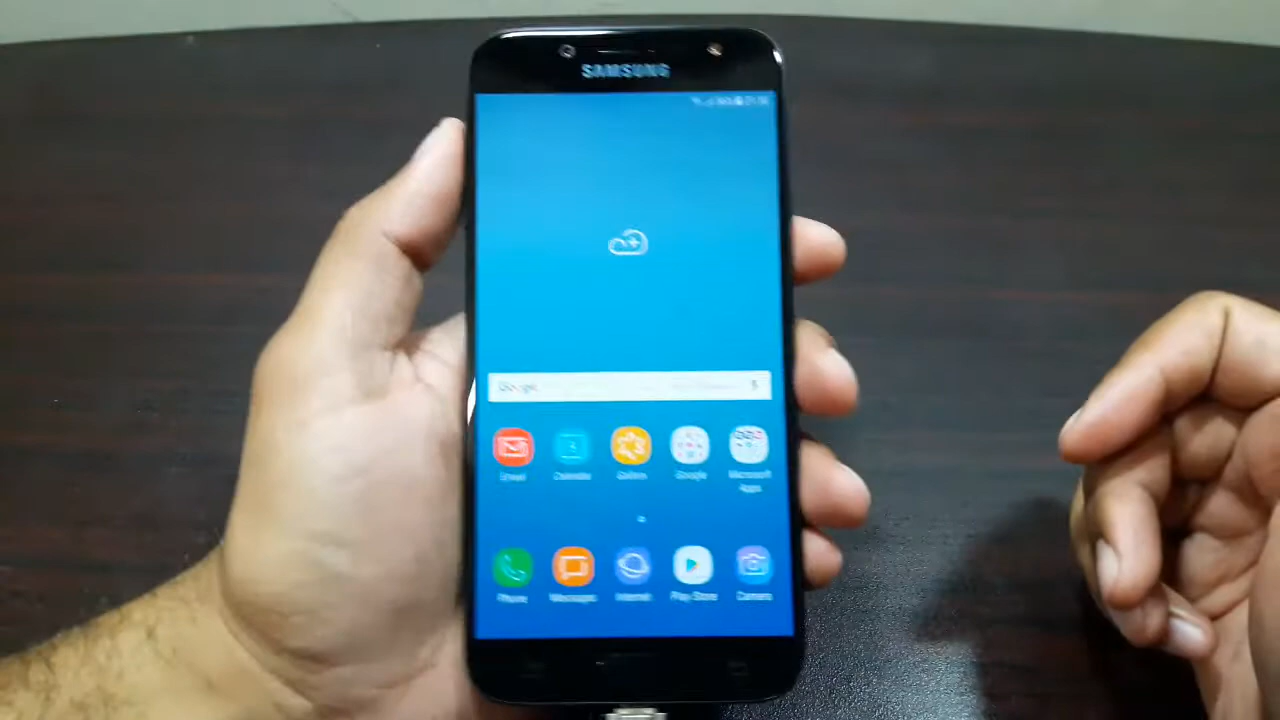 SAMSUNG
Google
Email Calendar Gallery Google Microsoft Apps
Phone Messages Internet Play Store Camera